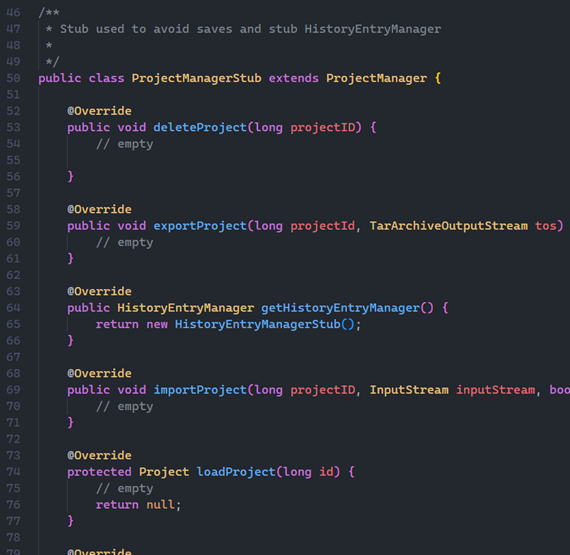 46 /**
47  * Stub used to avoid saves and stub HistoryEntryManager
48  *
49  */
50 public class ProjectManagerStub extends ProjectManager {
51
52     @Override
53     public void deleteProject(long projectID) {
54         // empty
55
56     }
57
58     @Override
59     public void exportProject(long projectId, TarArchiveOutputStream tos)
60         // empty
61     }
62
63     @Override
64     public HistoryEntryManager getHistoryEntryManager() {
65         return new HistoryEntryManagerStub();
66     }
67
68     @Override
69     public void importProject(long projectID, InputStream inputStream, boo
70         // empty
71     }
72
73     @Override
74     protected Project loadProject(long id) {
75         // empty
76         return null;
77     }
78
79     @Override